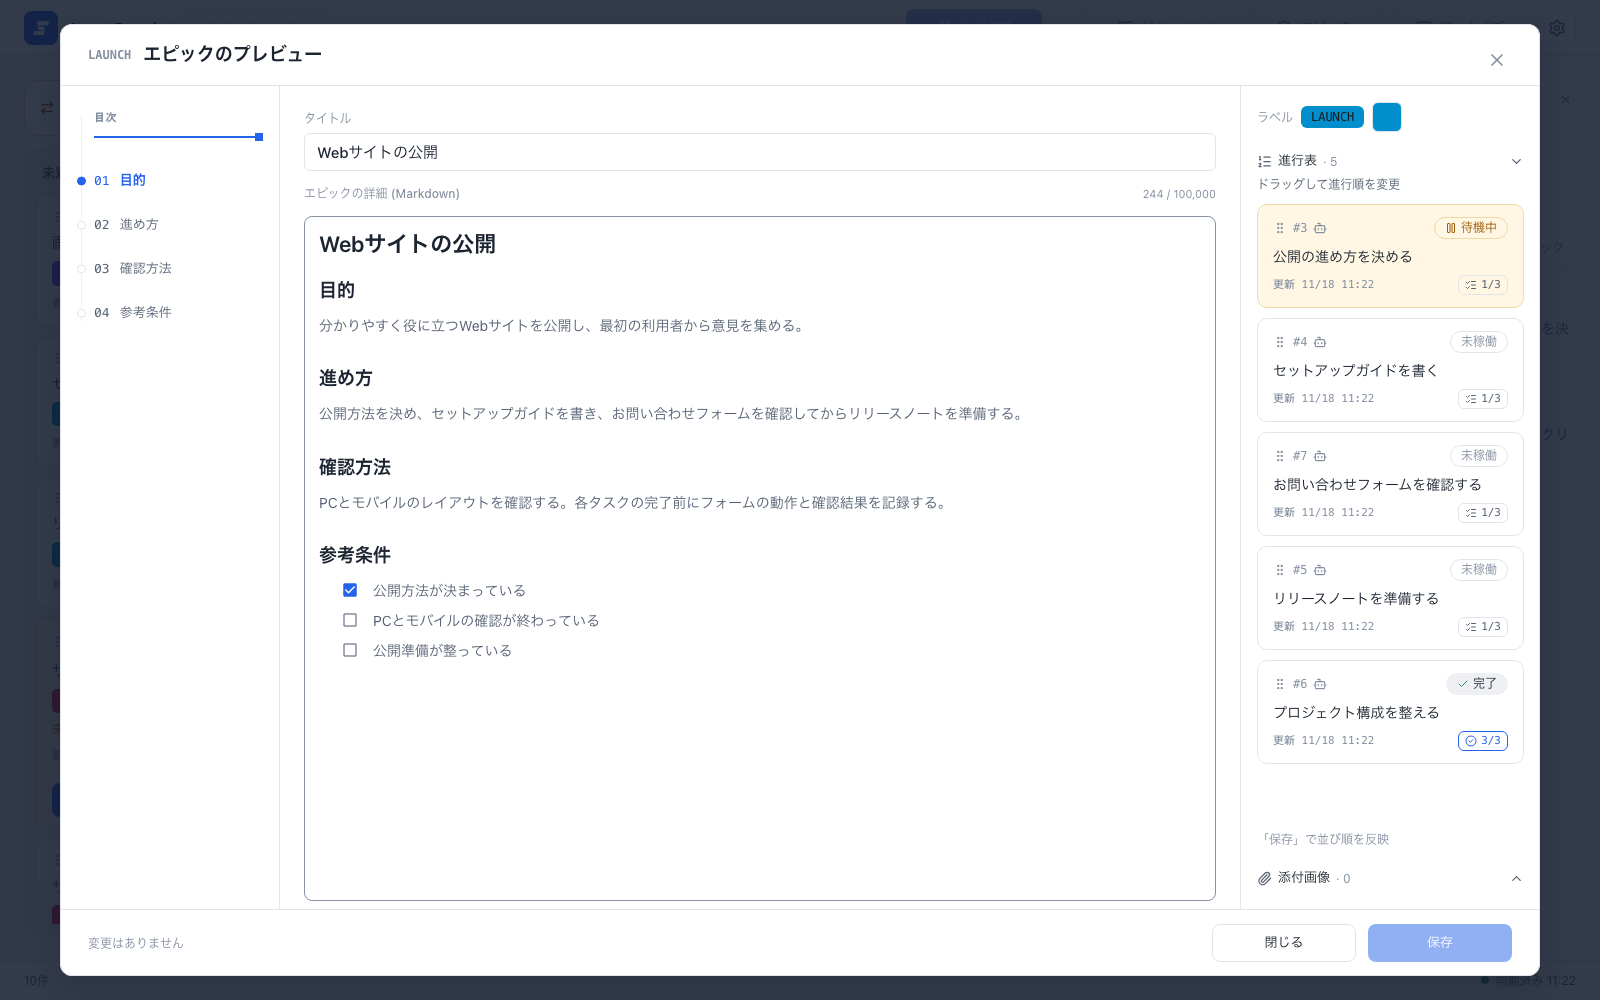 LAUNCH エピックのプレビュー
目次
01 目的
02 進め方
03 確認方法
04 参考条件
タイトル
Webサイトの公開
エピックの詳細 (Markdown)
244 / 100,000
Webサイトの公開
目的
分かりやすく役に立つWebサイトを公開し、最初の利用者から意見を集める。
進め方
公開方法を決め、セットアップガイドを書き、お問い合わせフォームを確認してからリリースノートを準備する。
確認方法
PCとモバイルのレイアウトを確認する。各タスクの完了前にフォームの動作と確認結果を記録する。
参考条件
公開方法が決まっている
PCとモバイルの確認が終わっている
公開準備が整っている
ラベル LAUNCH
進行表 · 5
ドラッグして進行順を変更
#3 待機中
公開の進め方を決める
更新 11/18 11:22 1/3
#4 未稼働
セットアップガイドを書く
更新 11/18 11:22 1/3
#7 未稼働
お問い合わせフォームを確認する
更新 11/18 11:22 1/3
#5 未稼働
リリースノートを準備する
更新 11/18 11:22 1/3
#6 完了
プロジェクト構成を整える
更新 11/18 11:22 3/3
「保存」で並び順を反映
添付画像 · 0
変更はありません
閉じる
保存
10件
11:22